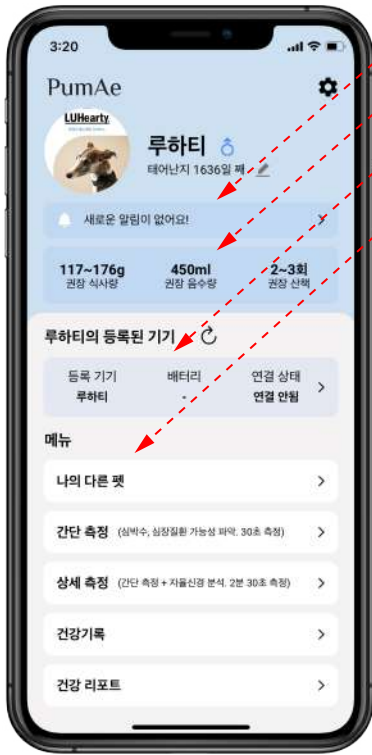 3:20
PumAe
LUHearty
루하티
태어난지 1636일 째
새로운 알림이 없어요!
117~176g 450ml 2~3회
권장 식사량 권장 음수량 권장 산책
루하티의 등록된 기기
등록 기기 배터리 연결 상태
루하티 - 연결 안됨
메뉴
나의 다른 펫
간단 측정 (심박수, 심장질환 가능성 파악. 30초 측정)
상세 측정 (간단 측정 + 자율신경 분석. 2분 30초 측정)
건강기록
건강 리포트